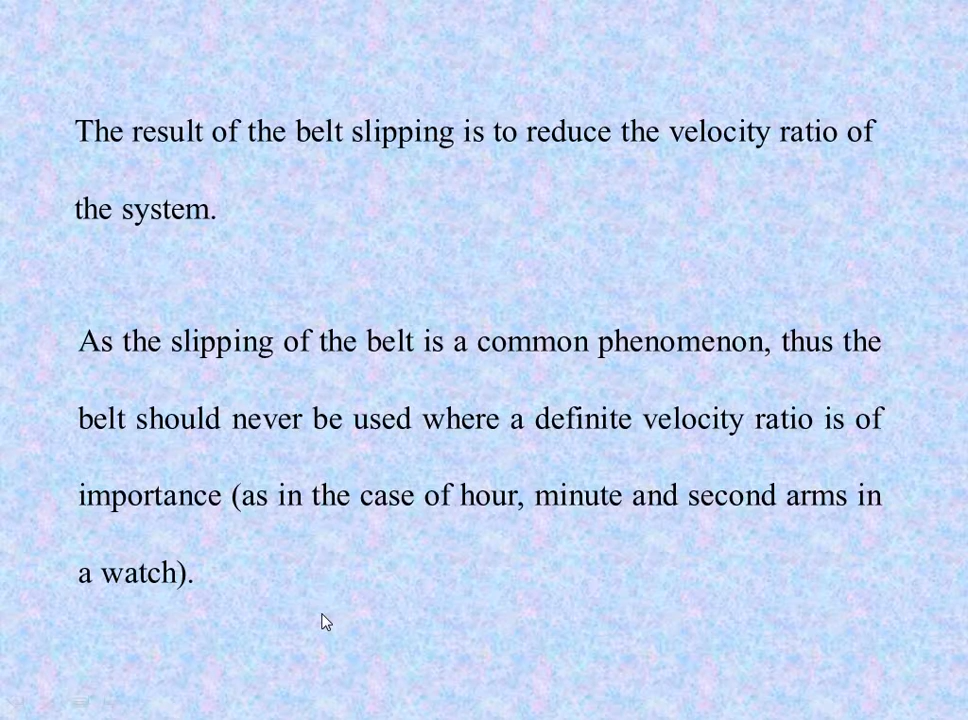 The result of the belt slipping is to reduce the velocity ratio of
the system.
As the slipping of the belt is a common phenomenon, thus the
belt should never be used where a definite velocity ratio is of
importance (as in the case of hour, minute and second arms in
a watch).